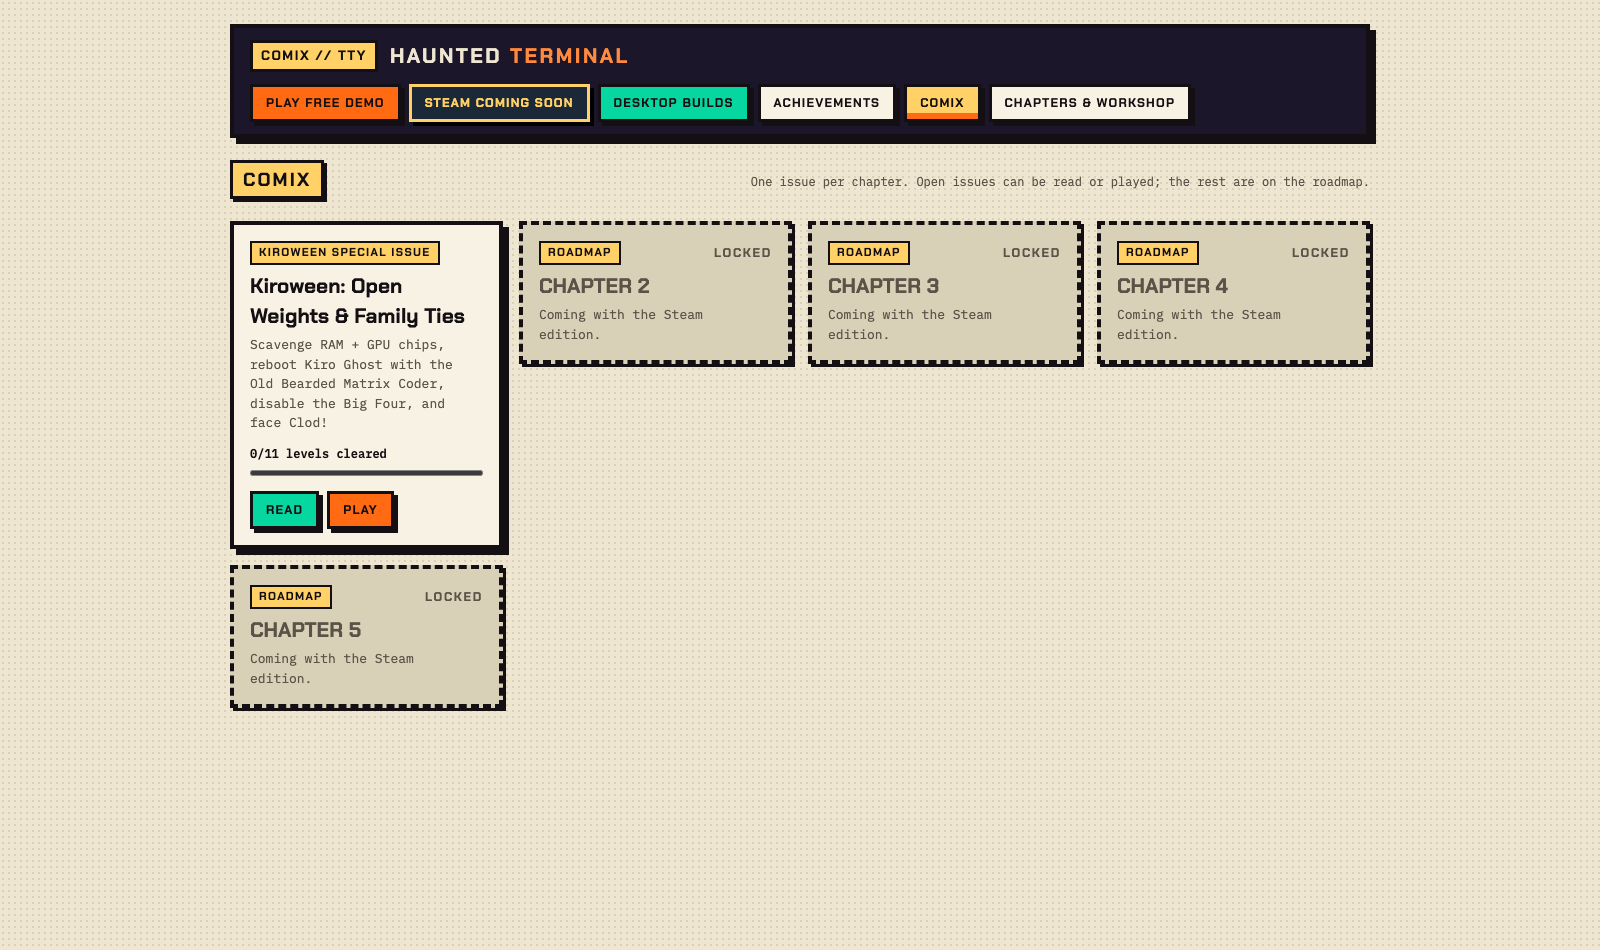 COMIX // TTY
HAUNTED TERMINAL
PLAY FREE DEMO
STEAM COMING SOON
DESKTOP BUILDS
ACHIEVEMENTS
COMIX
CHAPTERS & WORKSHOP
COMIX
One issue per chapter. Open issues can be read or played; the rest are on the roadmap.
KIROWEEN SPECIAL ISSUE
Kiroween: Open
Weights & Family Ties
Scavenge RAM + GPU chips,
reboot Kiro Ghost with the
Old Bearded Matrix Coder,
disable the Big Four, and
face Clod!
0/11 levels cleared
READ
PLAY
ROADMAP
LOCKED
CHAPTER 2
Coming with the Steam
edition.
ROADMAP
LOCKED
CHAPTER 3
Coming with the Steam
edition.
ROADMAP
LOCKED
CHAPTER 4
Coming with the Steam
edition.
ROADMAP
LOCKED
CHAPTER 5
Coming with the Steam
edition.